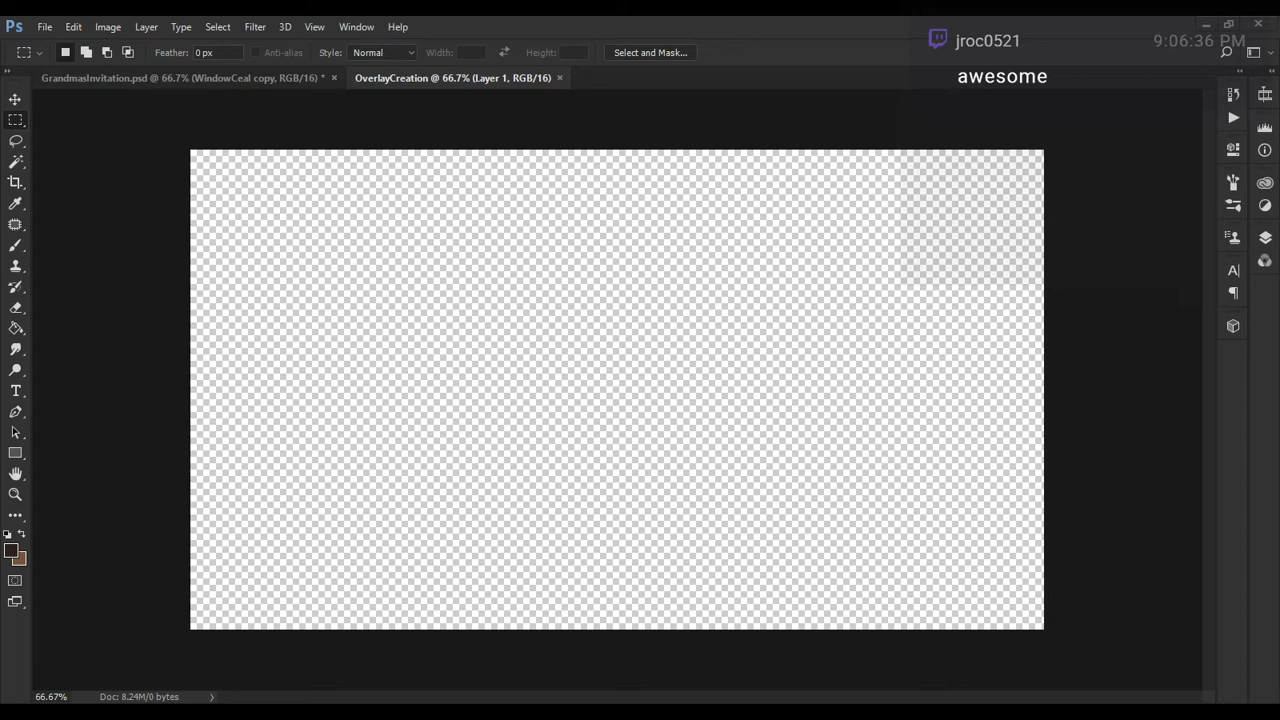 Ps File Edit Image Layer Type Select Filter 3D View Window Help
jroc0521 9:06:36 PM
Feather: 0 px Anti-alias Style: Normal Width: Height: Select and Mask...
awesome
GrandmasInvitation.psd @ 66.7% (WindowCeal copy, RGB/16) * × OverlayCreation @ 66.7% (Layer 1, RGB/16) ×
66.67% Doc: 8.24M/0 bytes